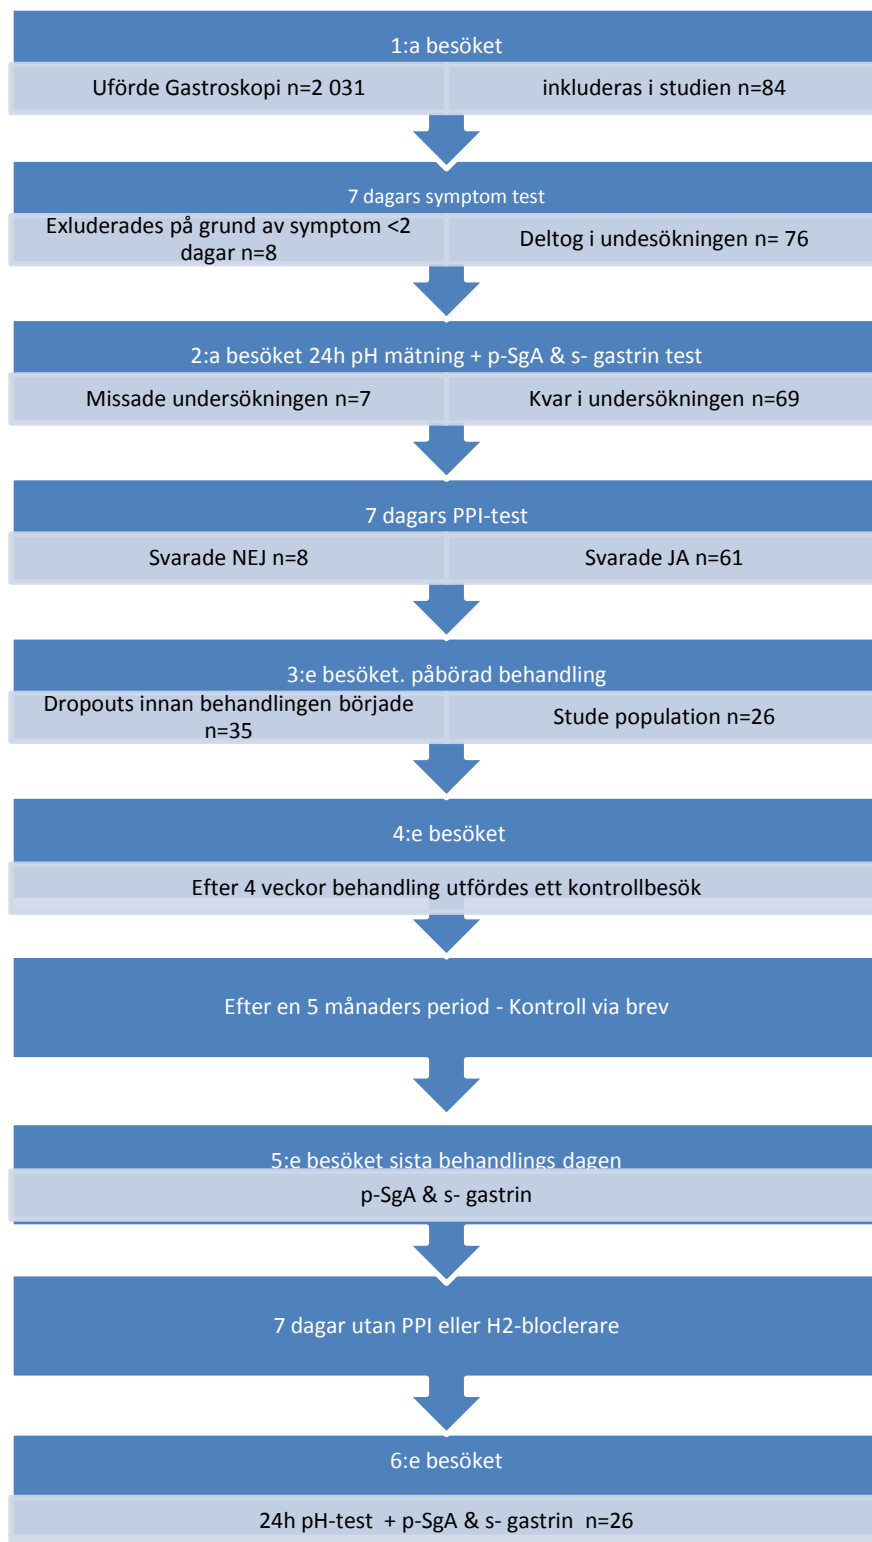 1:a besöket
Uförde Gastroskopi n=2 031
inkluderas i studien n=84
7 dagars symptom test
Exluderades på grund av symptom <2
dagar n=8
Deltog i undesökningen n= 76
2:a besöket 24h pH mätning + p-SgA & s- gastrin test
Missade undersökningen n=7
Kvar i undersökningen n=69
7 dagars PPI-test
Svarade NEJ n=8
Svarade JA n=61
3:e besöket. påbörad behandling
Dropouts innan behandlingen började
n=35
Stude population n=26
4:e besöket
Efter 4 veckor behandling utfördes ett kontrollbesök
Efter en 5 månaders period - Kontroll via brev
5:e besöket sista behandlings dagen
p-SgA & s- gastrin
7 dagar utan PPI eller H2-bloclerare
6:e besöket
24h pH-test + p-SgA & s- gastrin n=26